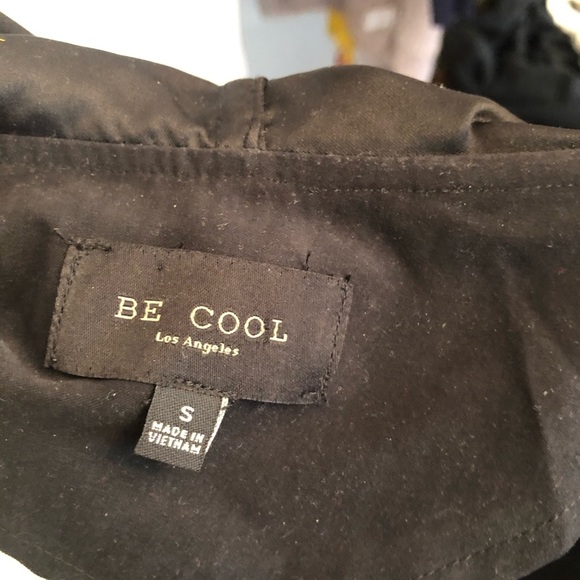 BE COOL
Los Angeles
S
MADE IN
VIETNAM